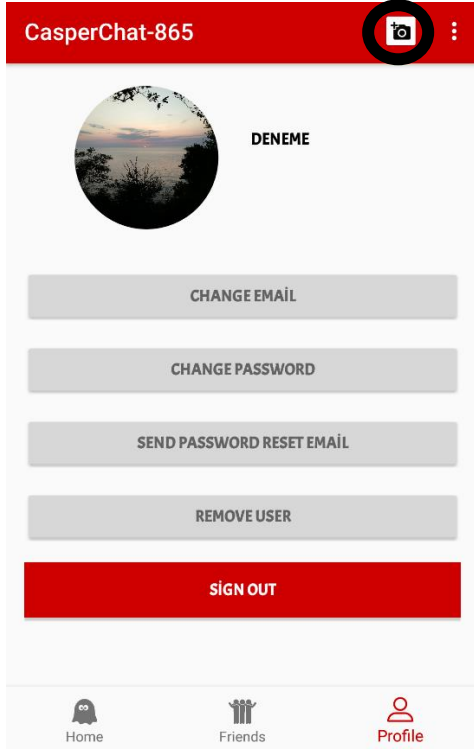 CasperChat-865
DENEME
CHANGE EMAİL
CHANGE PASSWORD
SEND PASSWORD RESET EMAİL
REMOVE USER
SİGN OUT
Home
Friends
Profile